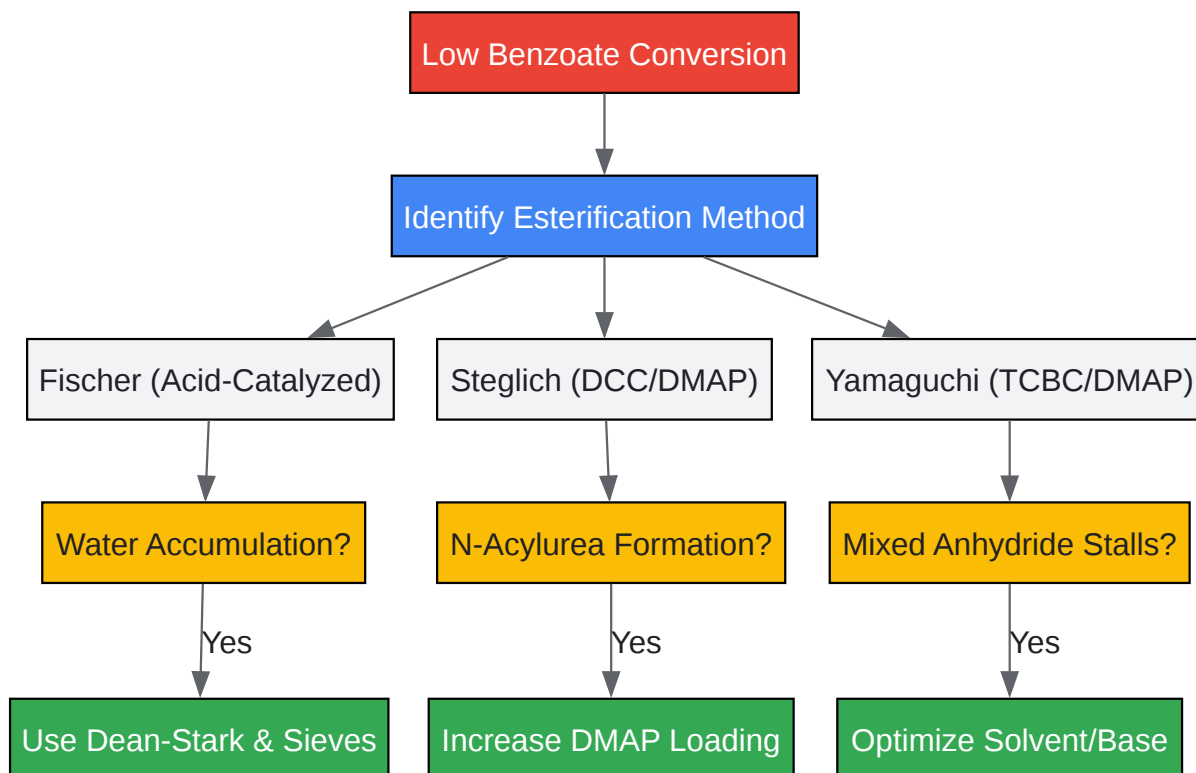 Low Benzoate Conversion
Identify Esterification Method
Fischer (Acid-Catalyzed)
Steglich (DCC/DMAP)
Yamaguchi (TCBC/DMAP)
Water Accumulation?
N-Acylurea Formation?
Mixed Anhydride Stalls?
Yes
Yes
Yes
Use Dean-Stark & Sieves
Increase DMAP Loading
Optimize Solvent/Base